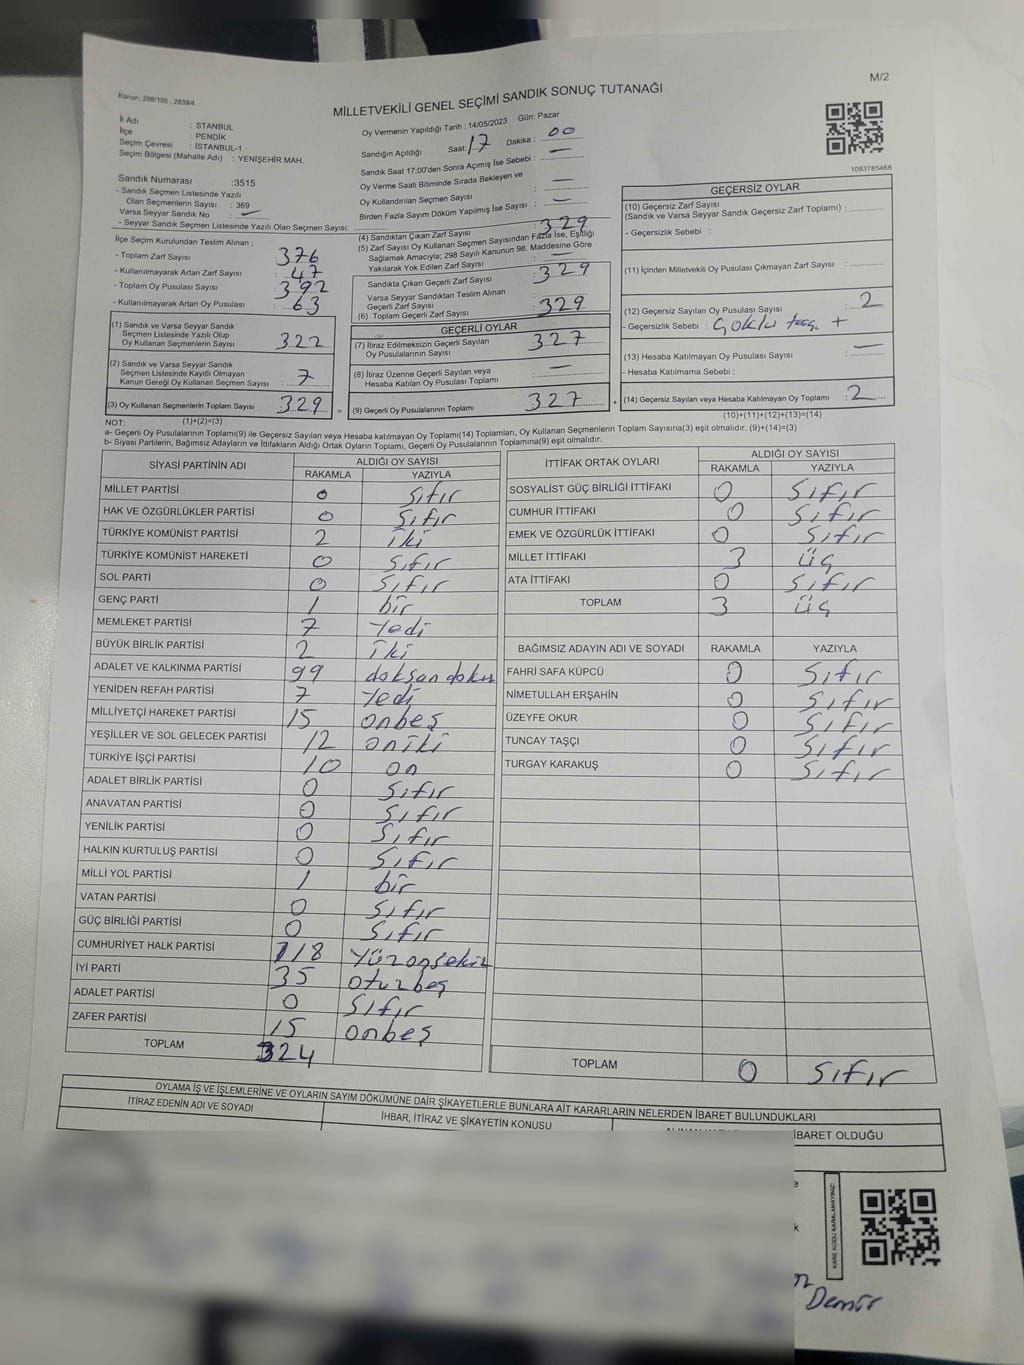 Kanun, 298/105 , 2839/4
M/2
MİLLETVEKİLİ GENEL SEÇİMİ SANDIK SONUÇ TUTANAĞI
İl Adı : STANBUL
İlçe : PENDİK
Seçim Çevresi : İSTANBUL-1
Seçim Bölgesi (Mahalle Adı) : YENİŞEHİR MAH.
Oy Vermenin Yapıldığı Tarih : 14/05/2023 Gün: Pazar
Sandığın Açıldığı Saat: 17 Dakika : 00
Sandık Saat 17:00'den Sonra Açımış İse Sebebi : —
Oy Verme Saati Bitiminde Sırada Bekleyen ve
Oy Kullandırılan Seçmen Sayısı : —
Birden Fazla Sayım Döküm Yapılmış İse Sayısı : —
1083785468
Sandık Numarası :3515
- Sandık Seçmen Listesinde Yazılı
Olan Seçmenlerin Sayısı : 369
Varsa Seyyar Sandık No : —
- Seyyar Sandık Seçmen Listesinde Yazılı Olan Seçmen Sayısı:
İlçe Seçim Kurulundan Teslim Alınan :
- Toplam Zarf Sayısı 376
- Kullanılmayarak Artan Zarf Sayısı : 47
- Toplam Oy Pusulası Sayısı : 392
- Kullanılmayarak Artan Oy Pusulası 63
(1) Sandık ve Varsa Seyyar Sandık
Seçmen Listesinde Yazılı Olup
Oy Kullanan Seçmenlerin Sayısı 322
(2) Sandık ve Varsa Seyyar Sandık
Seçmen Listesinde Kayıtlı Olmayan
Kanun Gereği Oy Kullanan Seçmen Sayısı : 7
(3) Oy Kullanan Seçmenlerin Toplam Sayısı : 329 =
(1)+(2)=(3)
(4) Sandıktan Çıkan Zarf Sayısı : 329
(5) Zarf Sayısı Oy Kullanan Seçmen Sayısından Fazla İse, Eşitliği
Sağlamak Amacıyla; 298 Sayılı Kanunun 98. Maddesine Göre
Yakılarak Yok Edilen Zarf Sayısı : —
Sandıkta Çıkan Geçerli Zarf Sayısı : 329
Varsa Seyyar Sandıktan Teslim Alınan
Geçerli Zarf Sayısı : —
(6) Toplam Geçerli Zarf Sayısı : 329
GEÇERLİ OYLAR
(7) İtiraz Edilmeksizin Geçerli Sayılan
Oy Pusulalarının Sayısı : 327
(8) İtiraz Üzerine Geçerli Sayılan veya
Hesaba Katılan Oy Pusulası Toplamı : —
(9) Geçerli Oy Pusulalarının Toplamı : 327 +
GEÇERSİZ OYLAR
(10) Geçersiz Zarf Sayısı
(Sandık ve Varsa Seyyar Sandık Geçersiz Zarf Toplamı) :
- Geçersizlik Sebebi :
(11) İçinden Milletvekili Oy Pusulası Çıkmayan Zarf Sayısı :
(12) Geçersiz Sayılan Oy Pusulası Sayısı : 2
- Geçersizlik Sebebi : Çoklu +
(13) Hesaba Katılmayan Oy Pusulası Sayısı : —
- Hesaba Katılmama Sebebi :
(14) Geçersiz Sayılan veya Hesaba Katılmayan Oy Toplamı : 2
(10)+(11)+(12)+(13)=(14)
NOT:
a- Geçerli Oy Pusulalarının Toplamı(9) ile Geçersiz Sayılan veya Hesaba katılmayan Oy Toplamı(14) Toplamları, Oy Kullanan Seçmenlerin Toplam Sayısına(3) eşit olmalıdır. (9)+(14)=(3)
b- Siyasi Partilerin, Bağımsız Adayların ve İttifakların Aldığı Ortak Oyların Toplamı, Geçerli Oy Pusulalarının Toplamına(9) eşit olmalıdır.
SİYASİ PARTİNİN ADI ALDIĞI OY SAYISI
RAKAMLA YAZIYLA
MİLLET PARTİSİ 0 Sıfır
HAK VE ÖZGÜRLÜKLER PARTİSİ 0 Sıfır
TÜRKİYE KOMÜNİST PARTİSİ 2 iki
TÜRKİYE KOMÜNİST HAREKETİ 0 Sıfır
SOL PARTİ 0 Sıfır
GENÇ PARTİ 1 bir
MEMLEKET PARTİSİ 7 Yedi
BÜYÜK BİRLİK PARTİSİ 2 iki
ADALET VE KALKINMA PARTİSİ 99 doksan dokuz
YENİDEN REFAH PARTİSİ 7 Yedi
MİLLİYETÇİ HAREKET PARTİSİ 15 onbeş
YEŞİLLER VE SOL GELECEK PARTİSİ 12 oniki
TÜRKİYE İŞÇİ PARTİSİ 10 on
ADALET BİRLİK PARTİSİ 0 Sıfır
ANAVATAN PARTİSİ 0 Sıfır
YENİLİK PARTİSİ 0 Sıfır
HALKIN KURTULUŞ PARTİSİ 0 Sıfır
MİLLİ YOL PARTİSİ 1 bir
VATAN PARTİSİ 0 Sıfır
GÜÇ BİRLİĞİ PARTİSİ 0 Sıfır
CUMHURİYET HALK PARTİSİ 118 Yüzonsekiz
İYİ PARTİ 35 otuzbeş
ADALET PARTİSİ 0 Sıfır
ZAFER PARTİSİ 15 onbeş
TOPLAM 324
İTTİFAK ORTAK OYLARI ALDIĞI OY SAYISI
RAKAMLA YAZIYLA
SOSYALİST GÜÇ BİRLİĞİ İTTİFAKI 0 Sıfır
CUMHUR İTTİFAKI 0 Sıfır
EMEK VE ÖZGÜRLÜK İTTİFAKI 0 Sıfır
MİLLET İTTİFAKI 3 üç
ATA İTTİFAKI 0 Sıfır
TOPLAM 3 üç
BAĞIMSIZ ADAYIN ADI VE SOYADI RAKAMLA YAZIYLA
FAHRİ SAFA KÜPCÜ 0 Sıfır
NİMETULLAH ERŞAHİN 0 Sıfır
ÜZEYFE OKUR 0 Sıfır
TUNCAY TAŞÇI 0 Sıfır
TURGAY KARAKUŞ 0 Sıfır
TOPLAM 0 Sıfır
OYLAMA İŞ VE İŞLEMLERİNE VE OYLARIN SAYIM DÖKÜMÜNE DAİR ŞİKAYETLERLE BUNLARA AİT KARARLARIN NELERDEN İBARET BULUNDUKLARI
İTİRAZ EDENİN ADI VE SOYADI
İHBAR, İTİRAZ VE ŞİKAYETİN KONUSU
İBARET OLDUĞU
KARE KODU KARALAMAYINIZ!
Demir